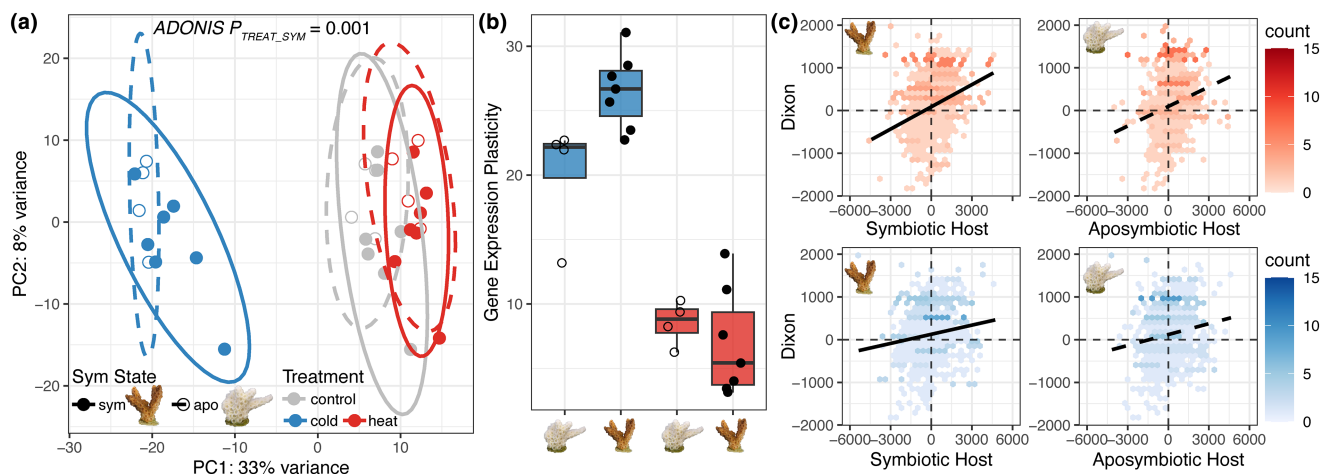 (a)
ADONIS P TREAT_SYM = 0.001
PC2: 8% variance
20
10
0
−10
−20
−30
−20
−10
0
10
PC1: 33% variance
Sym State
sym
apo
Treatment
control
cold
heat
(b)
Gene Expression Plasticity
30
20
10
(c)
Dixon
2000
1000
0
−1000
−2000
−6000
−3000
0
3000
6000
Symbiotic Host
2000
1000
0
−1000
−2000
−6000
−3000
0
3000
6000
Aposymbiotic Host
count
15
10
5
0
Dixon
2000
1000
0
−1000
−2000
−6000
−3000
0
3000
6000
Symbiotic Host
Dixon
2000
1000
0
−1000
−2000
−6000
−3000
0
3000
6000
Aposymbiotic Host
count
15
10
5
0